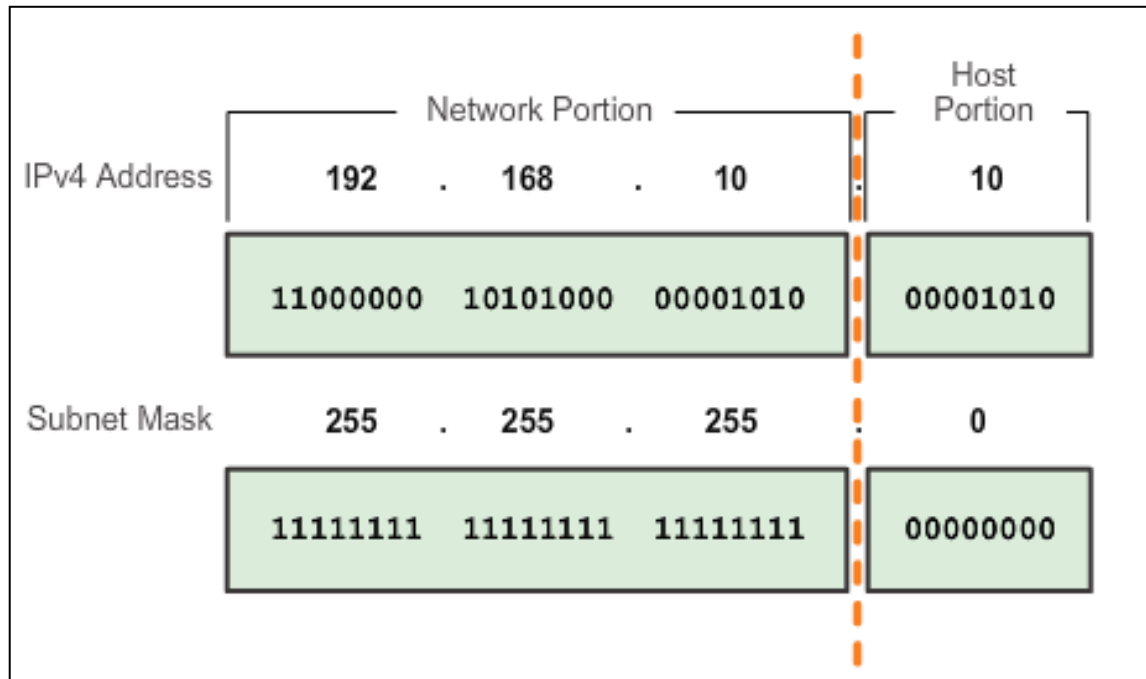 Host
Network Portion Portion
IPv4 Address 192 . 168 . 10 . 10
11000000 10101000 00001010 00001010
Subnet Mask 255 . 255 . 255 . 0
11111111 11111111 11111111 00000000